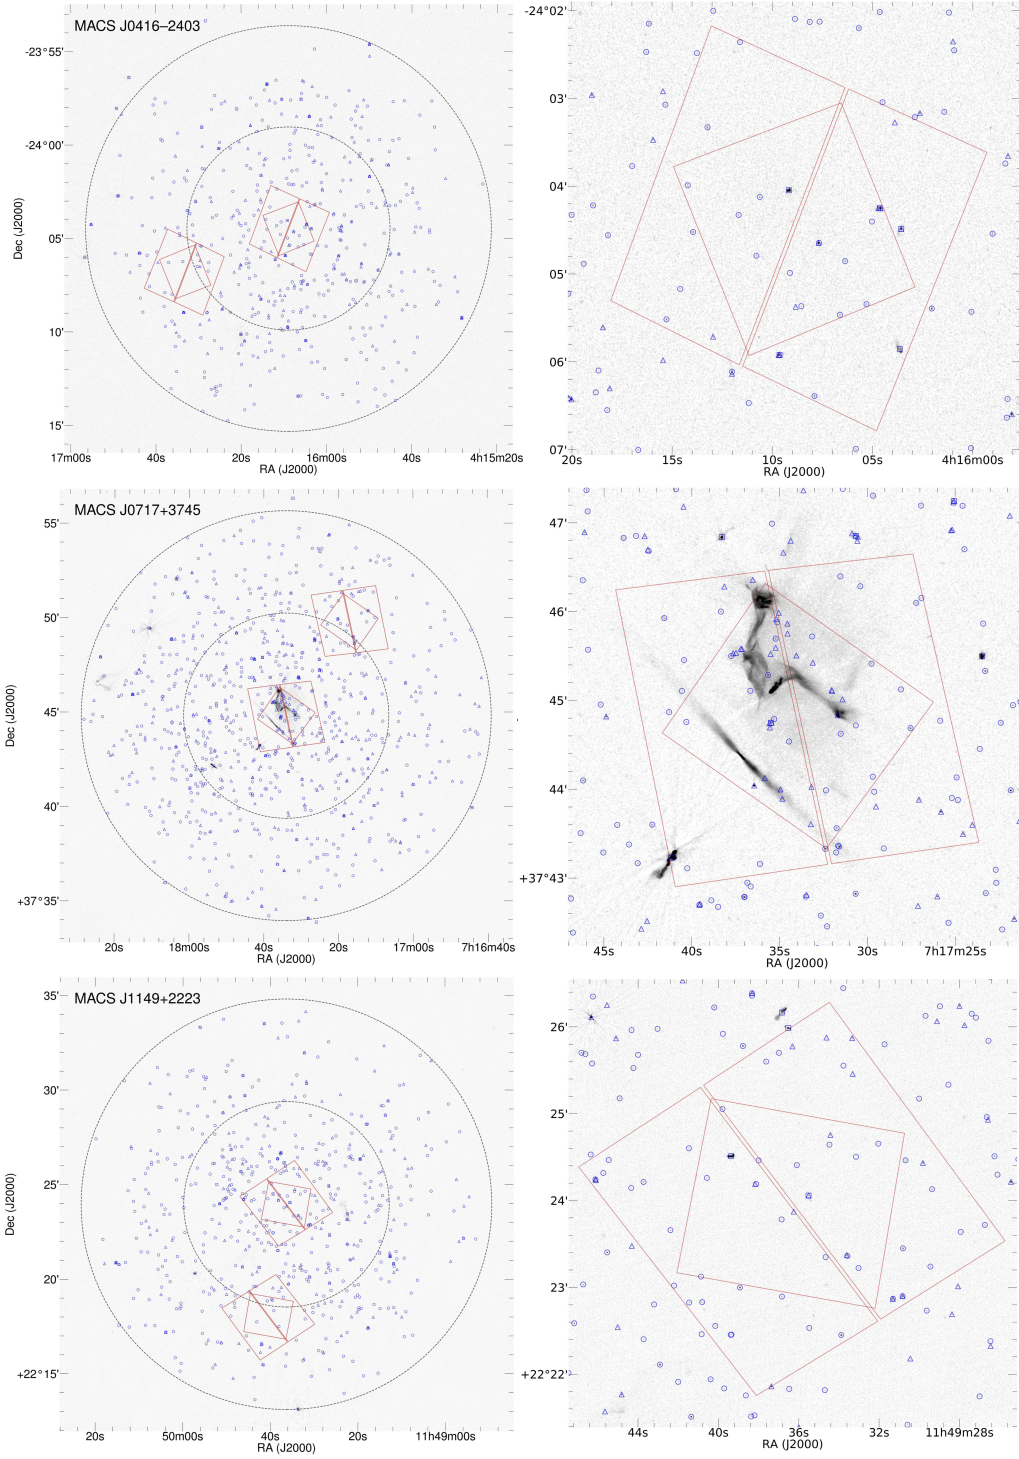 MACS J0416–2403
-23°55'
-24°00'
05'
10'
15'
Dec (J2000)
17m00s 40s 20s 16m00s 40s 4h15m20s
RA (J2000)
-24°02'
03'
04'
05'
06'
07'
20s 15s 10s 05s 4h16m00s
RA (J2000)
MACS J0717+3745
55'
50'
45'
40'
+37°35'
Dec (J2000)
20s 18m00s 40s 20s 17m00s 7h16m40s
RA (J2000)
47'
46'
45'
44'
+37°43'
45s 40s 35s 30s 7h17m25s
RA (J2000)
MACS J1149+2223
35'
30'
25'
20'
+22°15'
Dec (J2000)
20s 50m00s 40s 20s 11h49m00s
RA (J2000)
26'
25'
24'
23'
+22°22'
44s 40s 36s 32s 11h49m28s
RA (J2000)